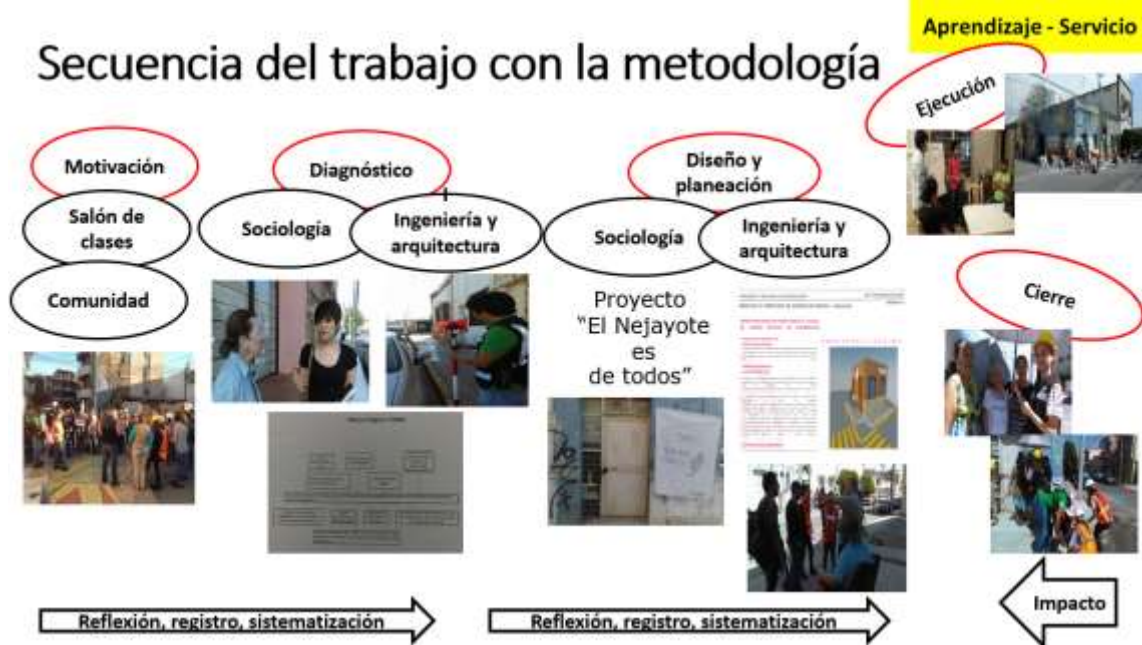 Aprendizaje - Servicio
Secuencia del trabajo con la metodología
Motivación
Salón de
clases
Comunidad
Diagnóstico
Sociología
Ingeniería y
arquitectura
Diseño y
planeación
Sociología
Ingeniería y
arquitectura
Ejecución
Cierre
Proyecto
“El Nejayote
es
de todos”
Reflexión, registro, sistematización
Reflexión, registro, sistematización
Impacto